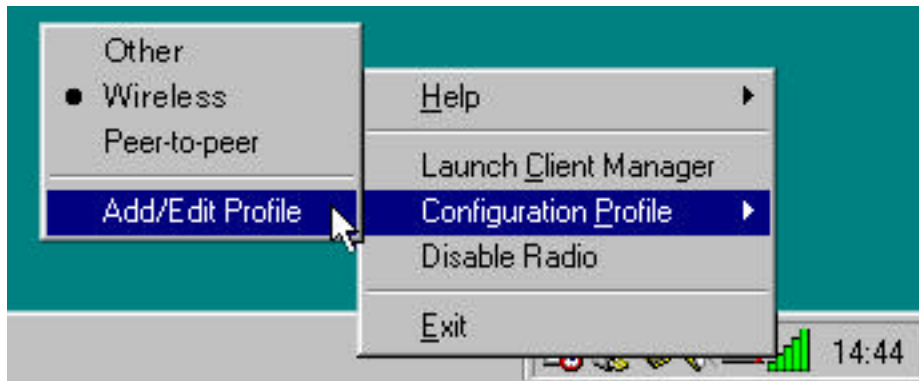 Other
Wireless
Peer-to-peer
Add/Edit Profile
Help
Launch Client Manager
Configuration Profile
Disable Radio
Exit
14:44